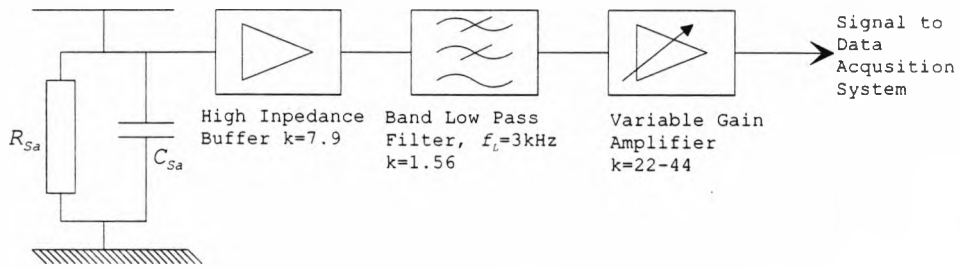 Signal to
Data
Acqusition
System
High Inpedance
Buffer k=7.9
Band Low Pass
Filter, f_L=3kHz
k=1.56
Variable Gain
Amplifier
k=22-44
R_Sa
C_Sa